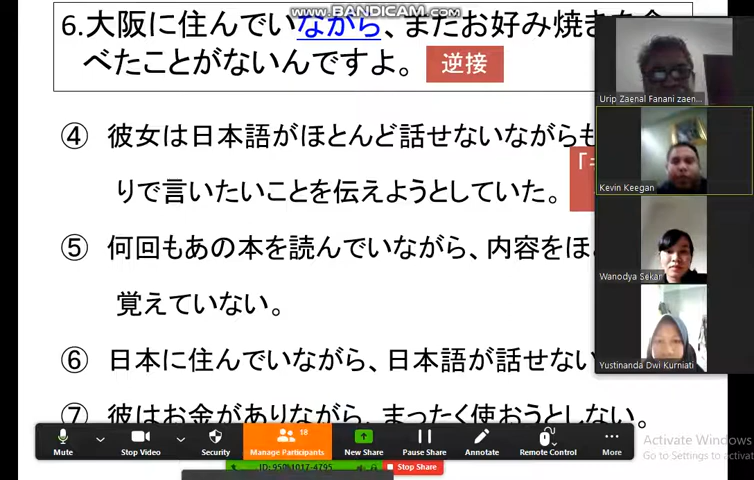 WWW.BANDICAM.COM
6.大阪に住んでいながら、まだお好み焼きを食
べたことがないんですよ。
逆接
④ 彼女は日本語がほとんど話せないながらも
りで言いたいことを伝えようとしていた。
⑤ 何回もあの本を読んでいながら、内容をほ
覚えていない。
⑥ 日本に住んでいながら、日本語が話せない
⑦ 彼はお金がありながら、まったく使おうとしない。
Urip Zaenal Fanani zaen...
Kevin Keegan
Wanodya Sekar
Yustinanda Dwi Kurniati
18
Mute
Stop Video
Security
Manage Participants
New Share
Pause Share
Annotate
Remote Control
More
Stop Share
Activate Windows
Go to Settings to activat